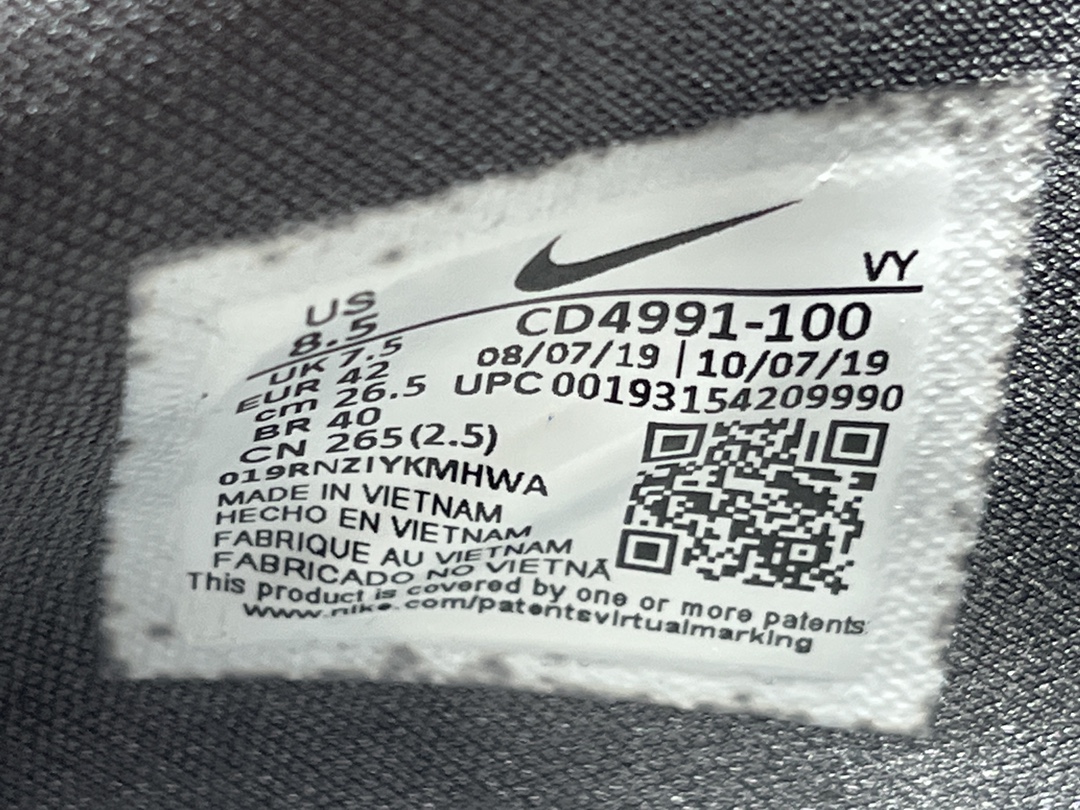 VY
US
8.5
UK 7.5
EUR 42
cm 26.5
BR 40
CN 265(2.5)
CD4991-100
08/07/19 | 10/07/19
UPC 00193154209990
019RNZIYKMHWA
MADE IN VIETNAM
HECHO EN VIETNAM
FABRIQUE AU VIETNAM
FABRICADO NO VIETNÃ
This product is covered by one or more patents
www.nike.com/patentsvirtualmarking